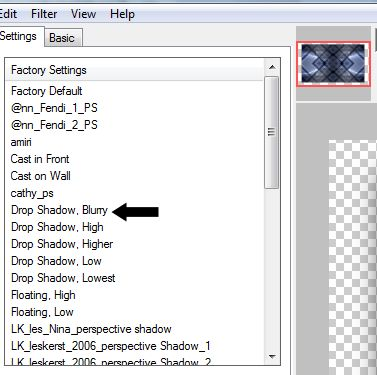 Edit Filter View Help
Settings Basic
Factory Settings
Factory Default
@nn_Fendi_1_PS
@nn_Fendi_2_PS
amiri
Cast in Front
Cast on Wall
cathy_ps
Drop Shadow, Blurry
Drop Shadow, High
Drop Shadow, Higher
Drop Shadow, Low
Drop Shadow, Lowest
Floating, High
Floating, Low
LK_les_Nina_perspective shadow
LK_leskerst_2006_perspective Shadow_1
LK_leskerst_2006_perspective Shadow_2